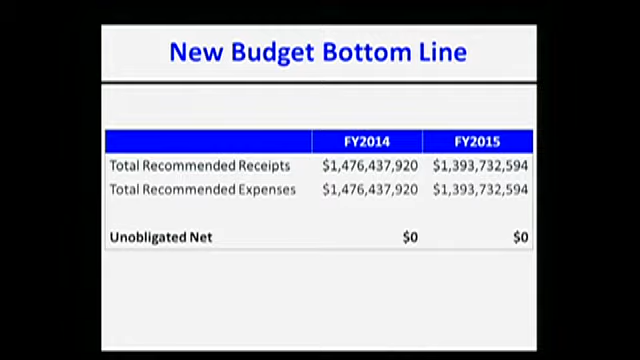 New Budget Bottom Line
FY2014 FY2015
Total Recommended Receipts $1,476,437,920 $1,393,732,594
Total Recommended Expenses $1,476,437,920 $1,393,732,594
Unobligated Net $0 $0